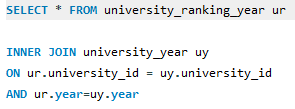 SELECT * FROM university_ranking_year ur
INNER JOIN university_year uy
ON ur.university_id = uy.university_id
AND ur.year=uy.year